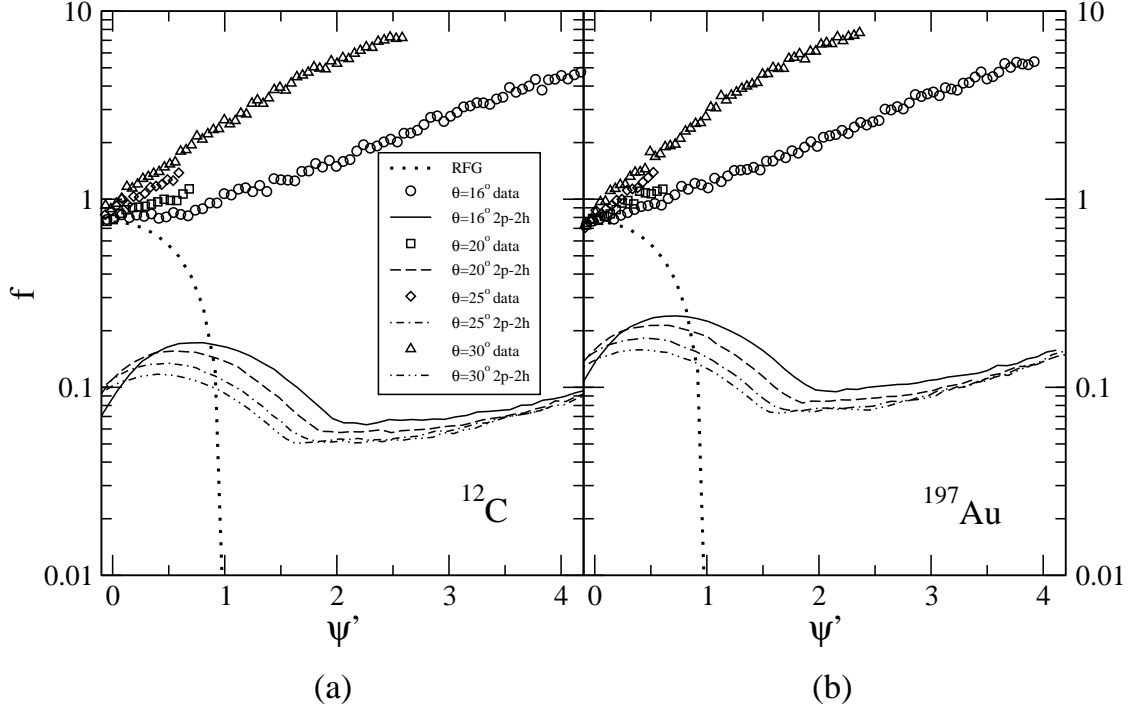 10
10
1
1
f
0.1
0.1
0.01
0.01
RFG
θ=16° data
θ=16° 2p-2h
θ=20° data
θ=20° 2p-2h
θ=25° data
θ=25° 2p-2h
θ=30° data
θ=30° 2p-2h
¹²C
¹⁹⁷Au
0 1 2 3 4
0 1 2 3 4
ψ’
ψ’
(a)
(b)